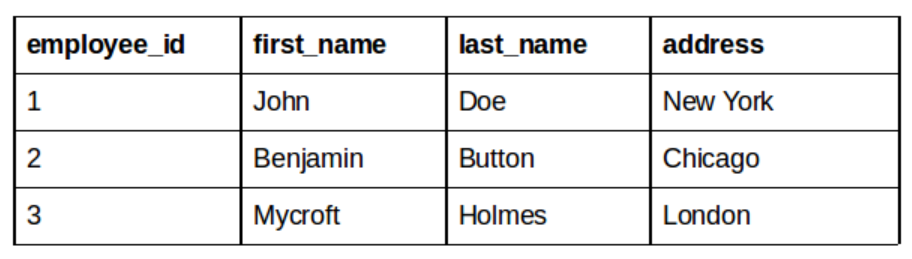 employee_id first_name last_name address
1 John Doe New York
2 Benjamin Button Chicago
3 Mycroft Holmes London